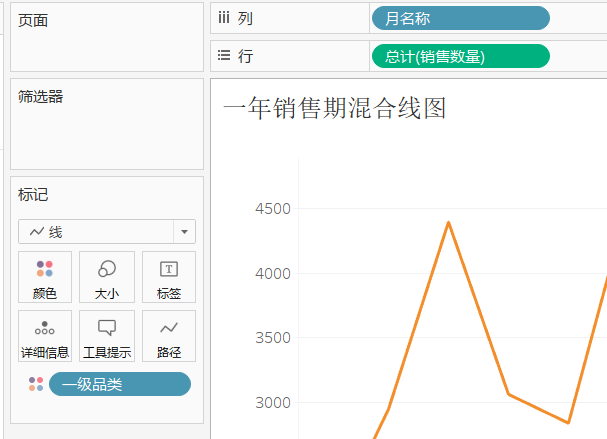 页面
列
月名称
行
总计(销售数量)
筛选器
一年销售期混合线图
标记
线
颜色
大小
标签
T
详细信息
工具提示
路径
一级品类
4500
4000
3500
3000